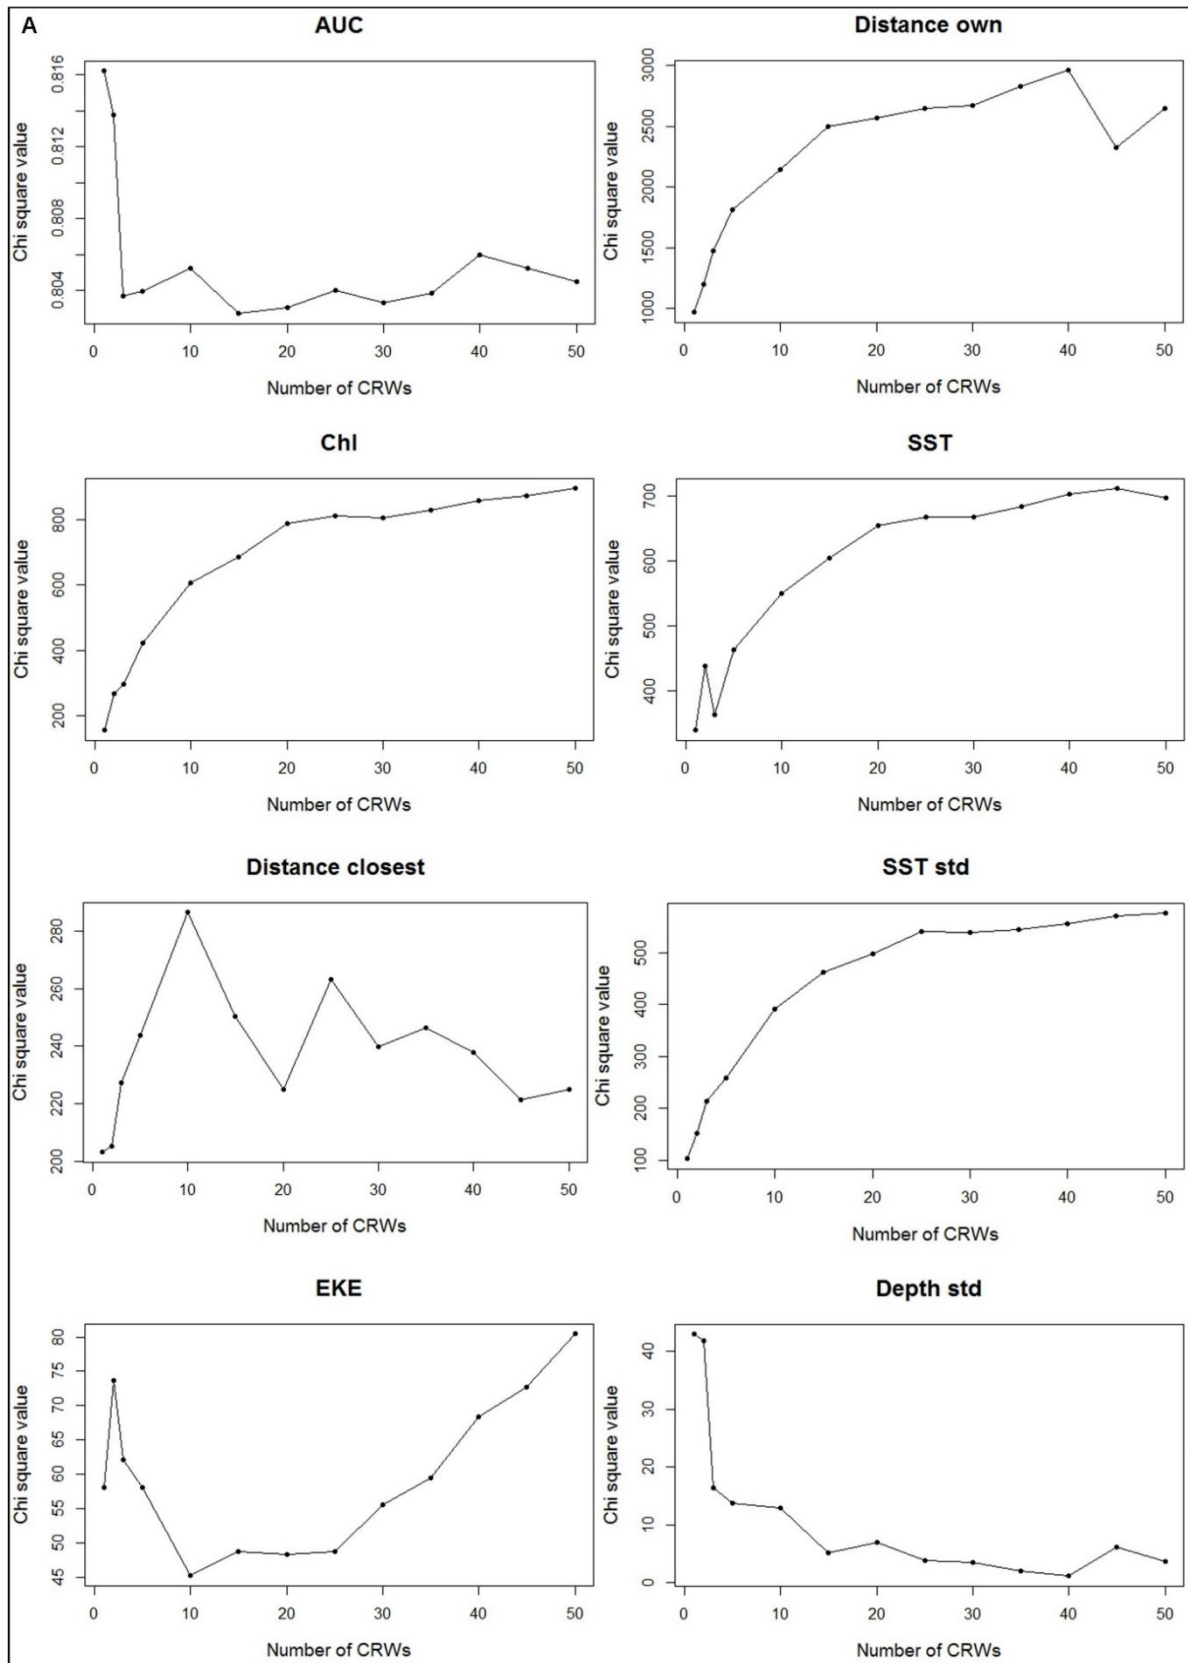 A
AUC
Chi square value
0.816
0.812
0.808
0.804
0 10 20 30 40 50
Number of CRWs
Distance own
Chi square value
3000
2500
2000
1500
1000
0 10 20 30 40 50
Number of CRWs
Chl
Chi square value
800
600
400
200
0 10 20 30 40 50
Number of CRWs
SST
Chi square value
700
600
500
400
0 10 20 30 40 50
Number of CRWs
Distance closest
Chi square value
280
260
240
220
200
0 10 20 30 40 50
Number of CRWs
SST std
Chi square value
500
400
300
200
100
0 10 20 30 40 50
Number of CRWs
EKE
Chi square value
80
75
70
65
60
55
50
45
0 10 20 30 40 50
Number of CRWs
Depth std
Chi square value
40
30
20
10
0
0 10 20 30 40 50
Number of CRWs